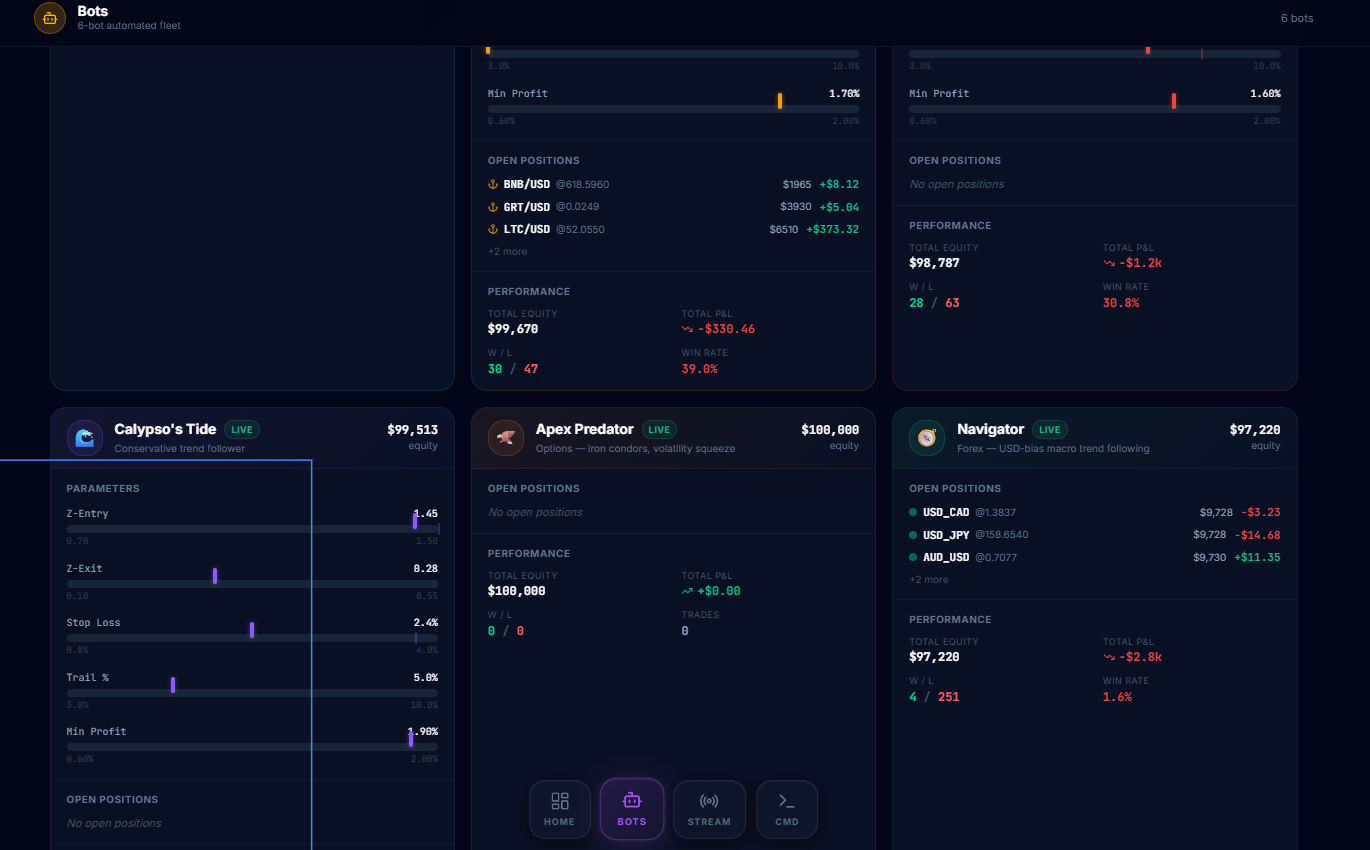 Bots
6-bot automated fleet
6 bots
3.0% 10.0%
Min Profit 1.70%
0.60% 2.00%
OPEN POSITIONS
BNB/USD @618.5960 $1965 +$8.12
GRT/USD @0.0249 $3930 +$5.04
LTC/USD @52.0550 $6510 +$373.32
+2 more
PERFORMANCE
TOTAL EQUITY TOTAL P&L
$99,670 -$330.46
W / L WIN RATE
30 / 47 39.0%
3.0% 10.0%
Min Profit 1.60%
0.60% 2.00%
OPEN POSITIONS
No open positions
PERFORMANCE
TOTAL EQUITY TOTAL P&L
$98,787 -$1.2k
W / L WIN RATE
28 / 63 30.8%
Calypso's Tide LIVE $99,513
Conservative trend follower equity
PARAMETERS
Z-Entry 1.45
0.70 1.50
Z-Exit 0.28
0.10 0.55
Stop Loss 2.4%
0.8% 4.0%
Trail % 5.0%
3.0% 10.0%
Min Profit 1.90%
0.60% 2.00%
OPEN POSITIONS
No open positions
Apex Predator LIVE $100,000
Options — iron condors, volatility squeeze equity
OPEN POSITIONS
No open positions
PERFORMANCE
TOTAL EQUITY TOTAL P&L
$100,000 +$0.00
W / L TRADES
0 / 0 0
Navigator LIVE $97,220
Forex — USD-bias macro trend following equity
OPEN POSITIONS
USD_CAD @1.3837 $9,728 -$3.23
USD_JPY @158.6540 $9,728 -$14.68
AUD_USD @0.7077 $9,730 +$11.35
+2 more
PERFORMANCE
TOTAL EQUITY TOTAL P&L
$97,220 -$2.8k
W / L WIN RATE
4 / 251 1.6%
HOME BOTS STREAM CMD